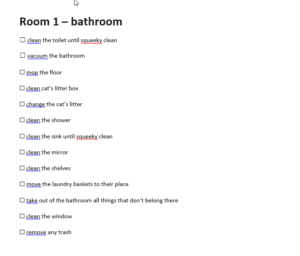 Room 1 – bathroom
☐ clean the toilet until squeeky clean
☐ vacuum the bathroom
☐ mop the floor
☐ clean cat's litter box
☐ change the cat's litter
☐ clean the shower
☐ clean the sink until squeeky clean
☐ clean the mirror
☐ clean the shelves
☐ move the laundry baskets to their place
☐ take out of the bathroom all things that don't belong there
☐ clean the window
☐ remove any trash